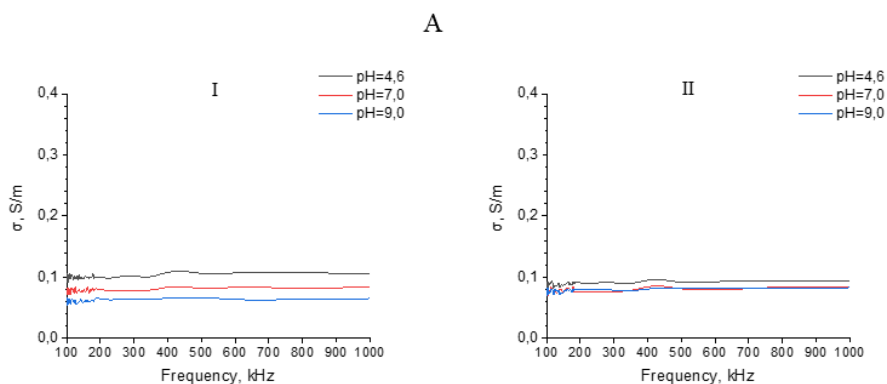 A
I
pH=4,6
pH=7,0
pH=9,0
0,4
0,3
0,2
0,1
0,0
σ, S/m
100 200 300 400 500 600 700 800 900 1000
Frequency, kHz
II
pH=4,6
pH=7,0
pH=9,0
0,4
0,3
0,2
0,1
0,0
σ, S/m
100 200 300 400 500 600 700 800 900 1000
Frequency, kHz